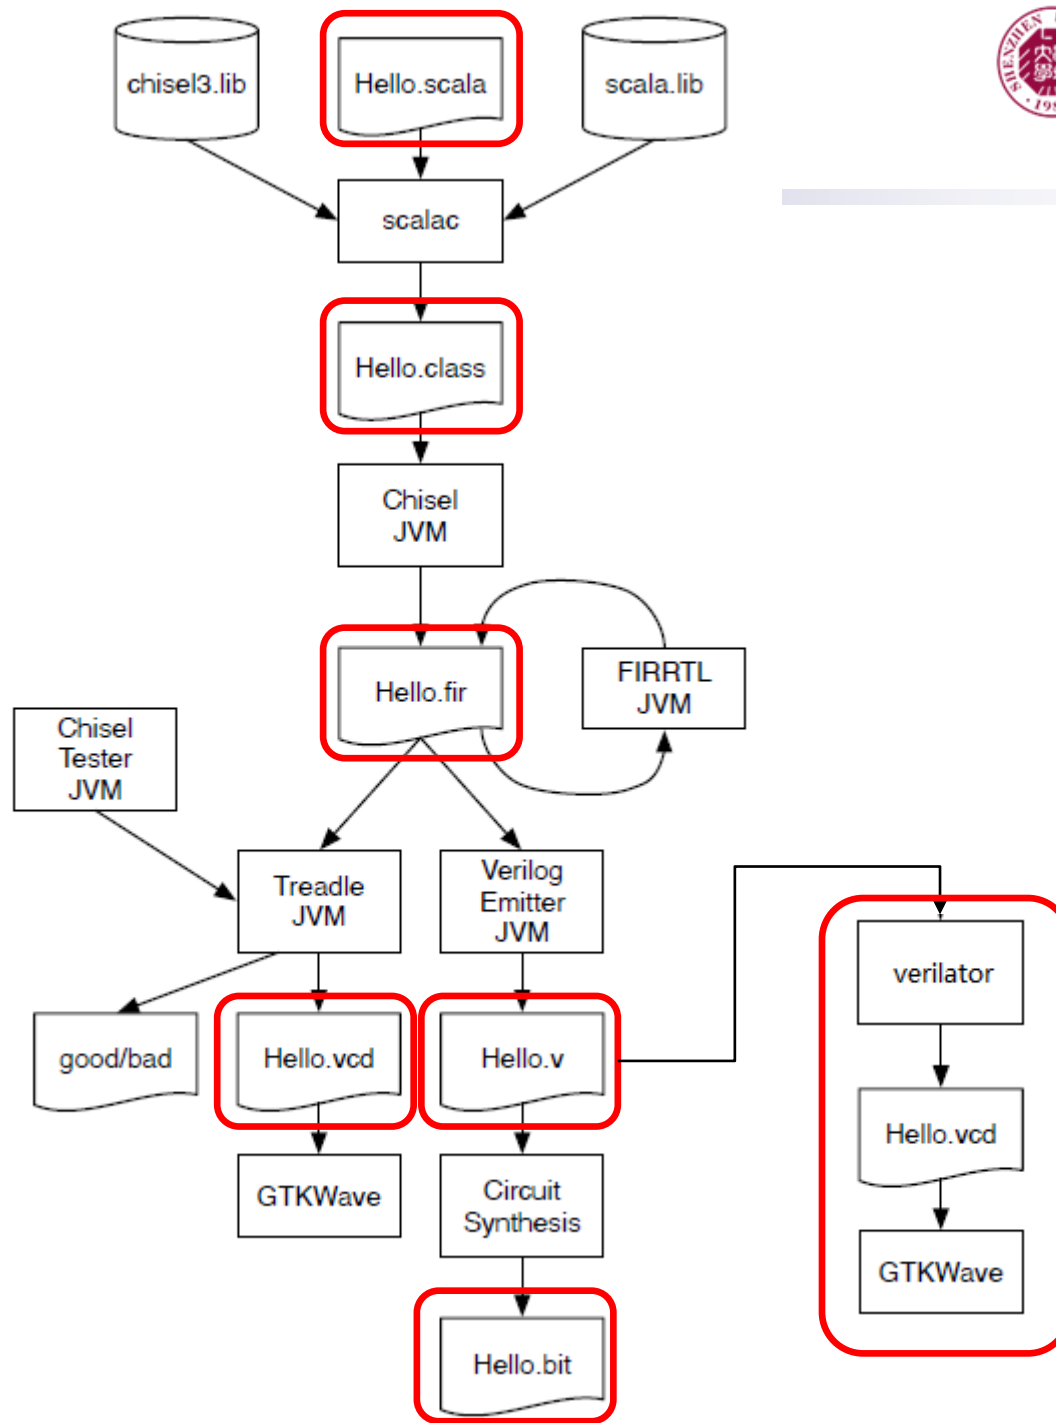 chisel3.lib
Hello.scala
scala.lib
SHENZHEN
scalac
Hello.class
Chisel
JVM
Hello.fir
FIRRTL
JVM
Chisel
Tester
JVM
Treadle
JVM
Verilog
Emitter
JVM
verilator
good/bad
Hello.vcd
Hello.v
Hello.vcd
GTKWave
Circuit
Synthesis
GTKWave
Hello.bit